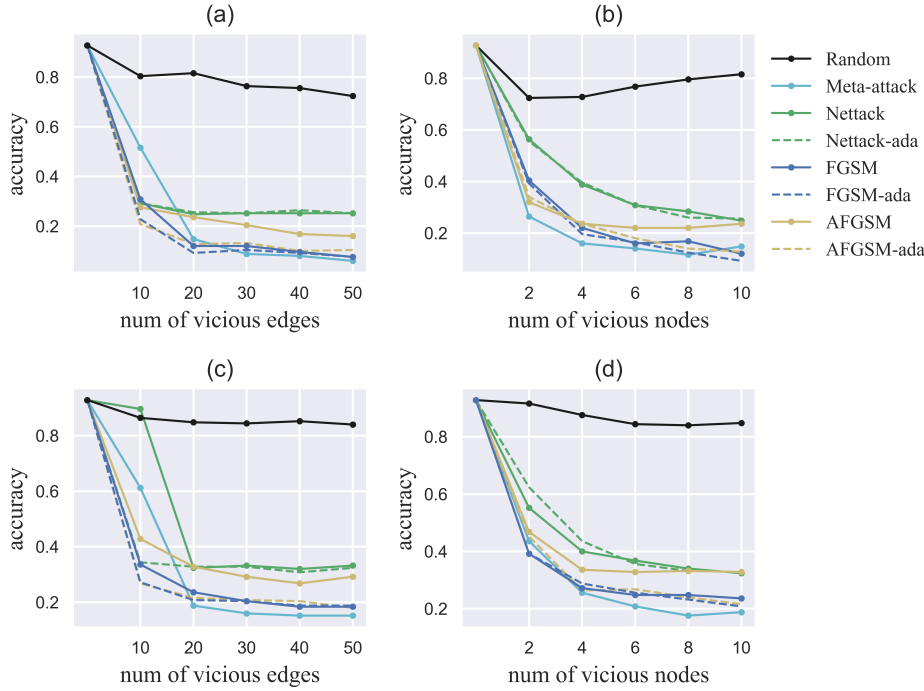 (a)
accuracy
0.8
0.6
0.4
0.2
10 20 30 40 50
num of vicious edges
(b)
accuracy
0.8
0.6
0.4
0.2
2 4 6 8 10
num of vicious nodes
Random
Meta-attack
Nettack
Nettack-ada
FGSM
FGSM-ada
AFGSM
AFGSM-ada
(c)
accuracy
0.8
0.6
0.4
0.2
10 20 30 40 50
num of vicious edges
(d)
accuracy
0.8
0.6
0.4
0.2
2 4 6 8 10
num of vicious nodes